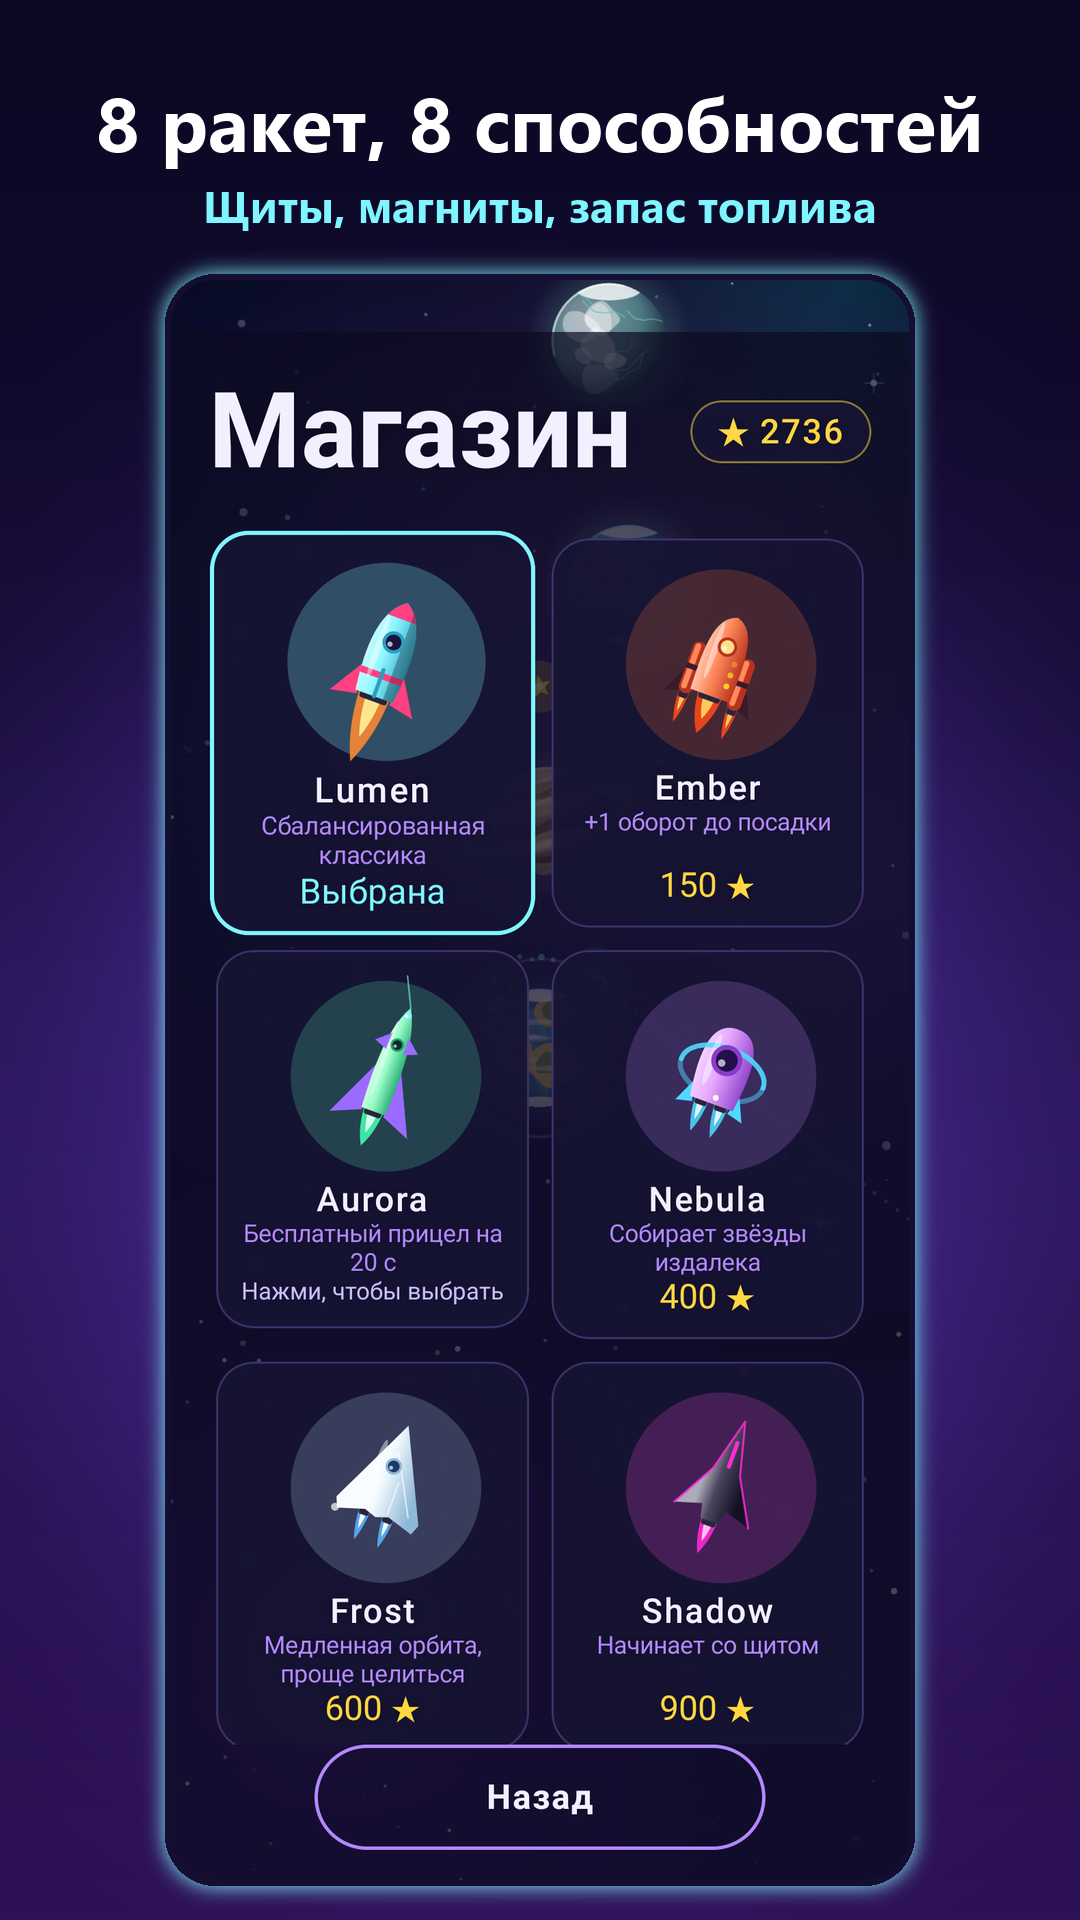 8 ракет, 8 способностей
Щиты, магниты, запас топлива
Магазин
★ 2736
Lumen
Сбалансированная
классика
Выбрана
Ember
+1 оборот до посадки
150 ★
Aurora
Бесплатный прицел на
20 с
Нажми, чтобы выбрать
Nebula
Собирает звёзды
издалека
400 ★
Frost
Медленная орбита,
проще целиться
600 ★
Shadow
Начинает со щитом
900 ★
Назад